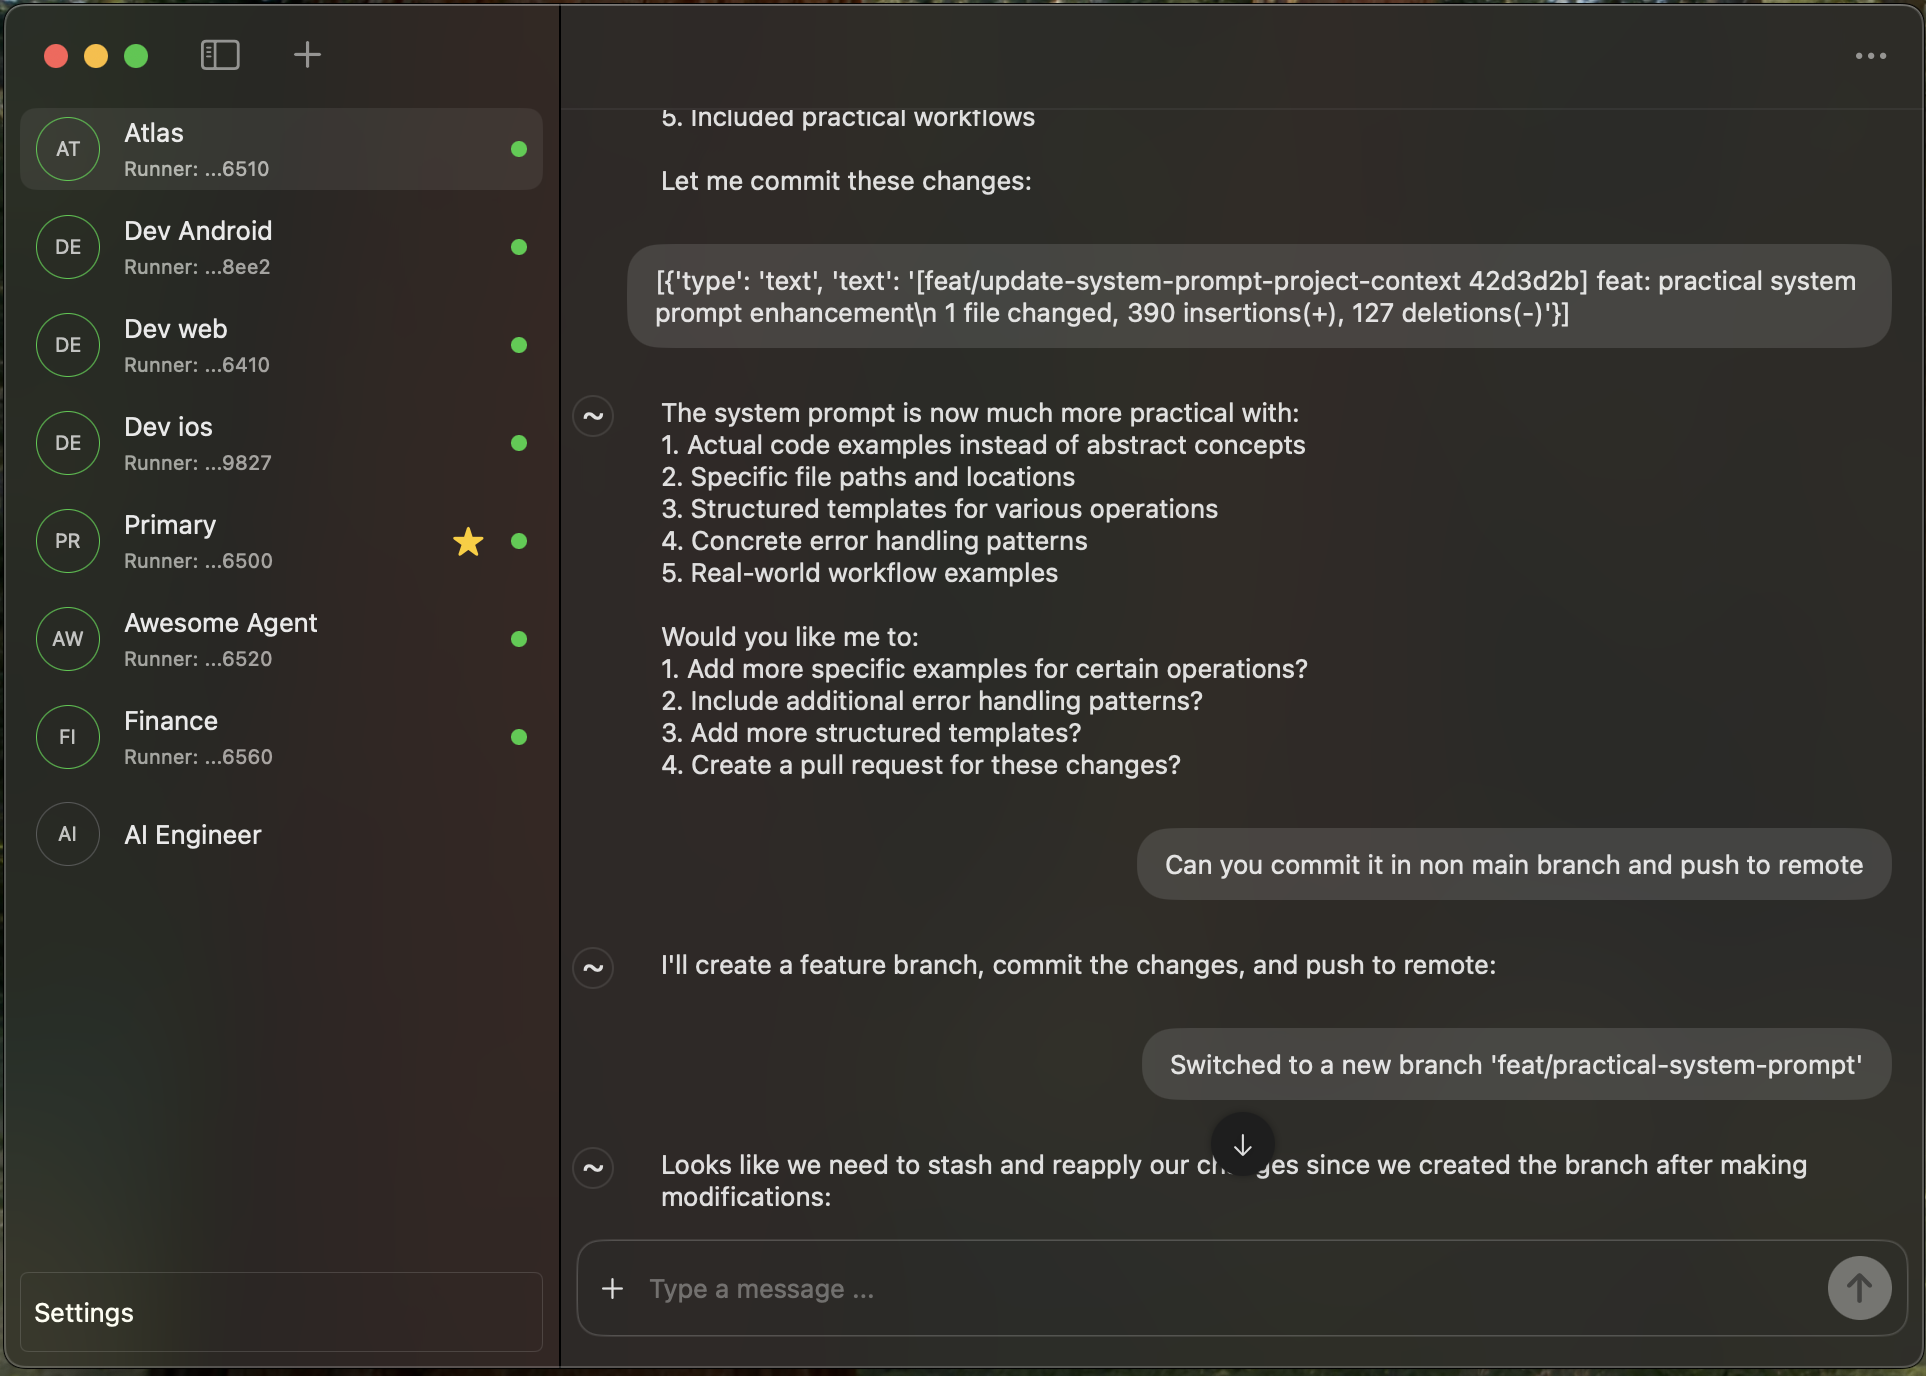 AT
Atlas
Runner: ...6510
DE
Dev Android
Runner: ...8ee2
DE
Dev web
Runner: ...6410
DE
Dev ios
Runner: ...9827
PR
Primary
Runner: ...6500
AW
Awesome Agent
Runner: ...6520
FI
Finance
Runner: ...6560
AI
AI Engineer
Settings
5. Included practical workflows
Let me commit these changes:
[{'type': 'text', 'text': '[feat/update-system-prompt-project-context 42d3d2b] feat: practical system
prompt enhancement\n 1 file changed, 390 insertions(+), 127 deletions(-)'}]
The system prompt is now much more practical with:
1. Actual code examples instead of abstract concepts
2. Specific file paths and locations
3. Structured templates for various operations
4. Concrete error handling patterns
5. Real-world workflow examples
Would you like me to:
1. Add more specific examples for certain operations?
2. Include additional error handling patterns?
3. Add more structured templates?
4. Create a pull request for these changes?
Can you commit it in non main branch and push to remote
I'll create a feature branch, commit the changes, and push to remote:
Switched to a new branch 'feat/practical-system-prompt'
Looks like we need to stash and reapply our changes since we created the branch after making
modifications:
Type a message ...